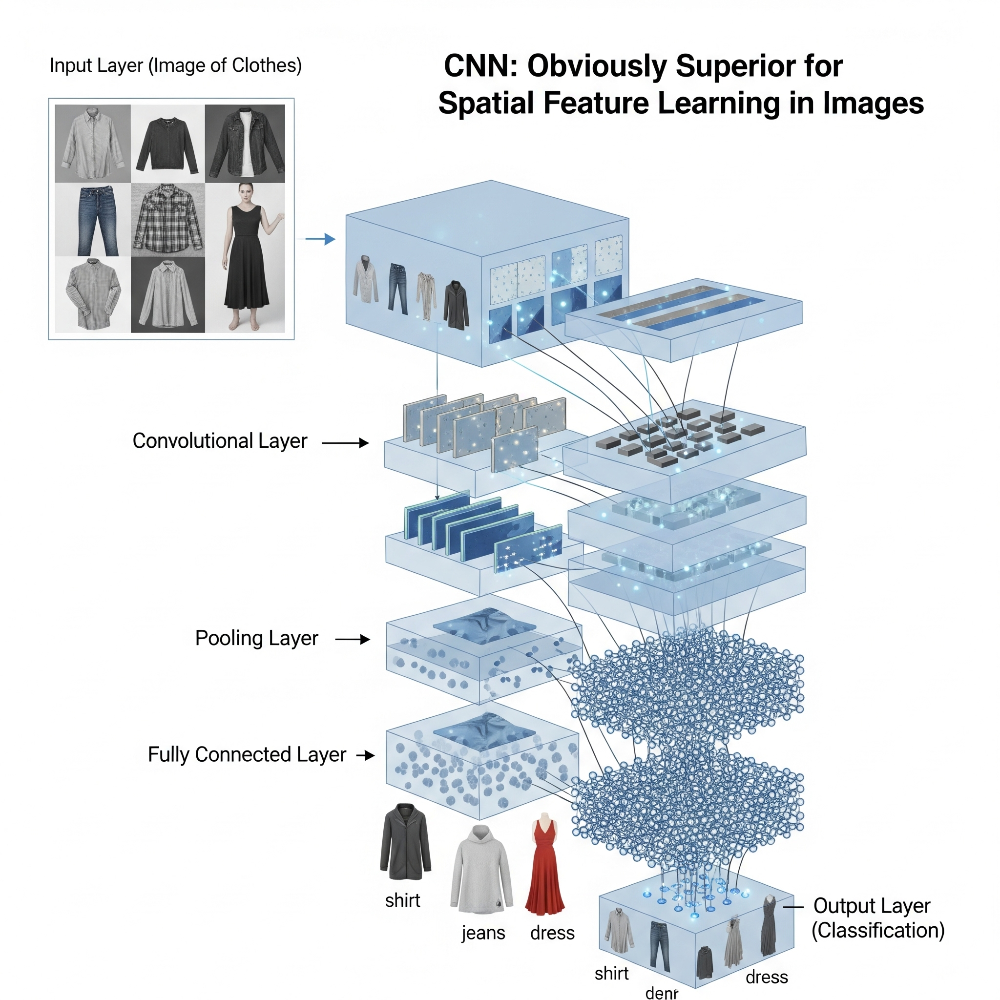 Input Layer (Image of Clothes)
CNN: Obviously Superior for
Spatial Feature Learning in Images
Convolutional Layer
Pooling Layer
Fully Connected Layer
shirt
jeans
dress
Output Layer
(Classification)
shirt
dress
denr